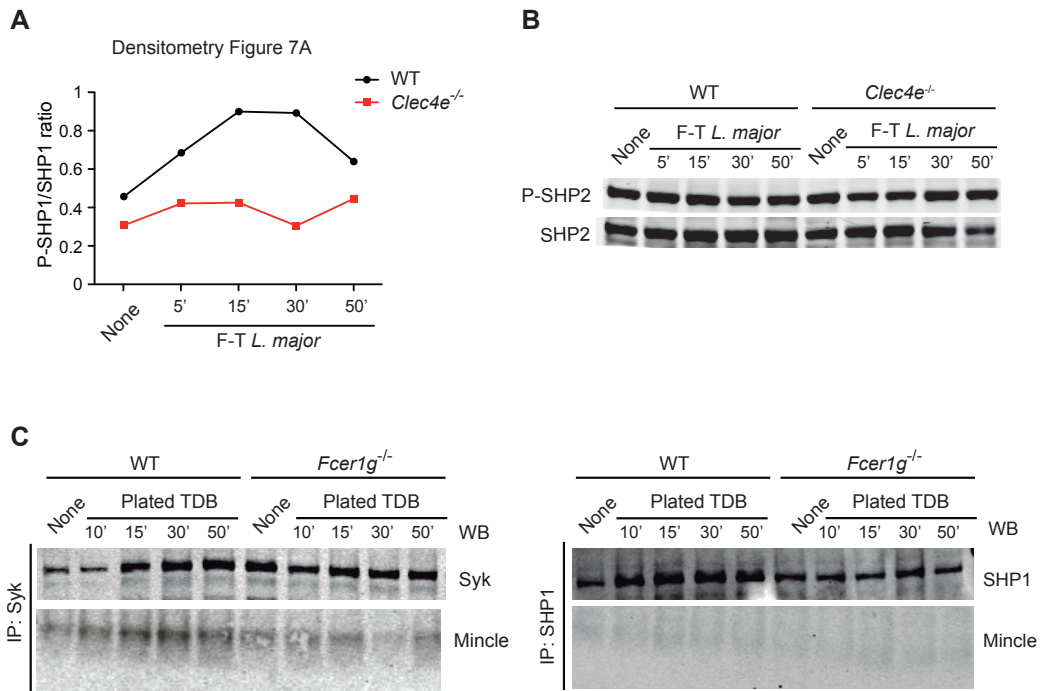 A
Densitometry Figure 7A
WT
Clec4e-/-
P-SHP1/SHP1 ratio
1
0.8
0.6
0.4
0.2
0
None 5’ 15’ 30’ 50’
F-T L. major
B
WT Clec4e-/-
None F-T L. major F-T L. major
5’ 15’ 30’ 50’ None 5’ 15’ 30’ 50’
P-SHP2
SHP2
C
WT Fcer1g-/-
None Plated TDB None Plated TDB
10’ 15’ 30’ 50’ 10’ 15’ 30’ 50’ WB
IP: Syk
Syk
Mincle
WT Fcer1g-/-
None Plated TDB None Plated TDB
10’ 15’ 30’ 50’ 10’ 15’ 30’ 50’ WB
IP: SHP1
SHP1
Mincle